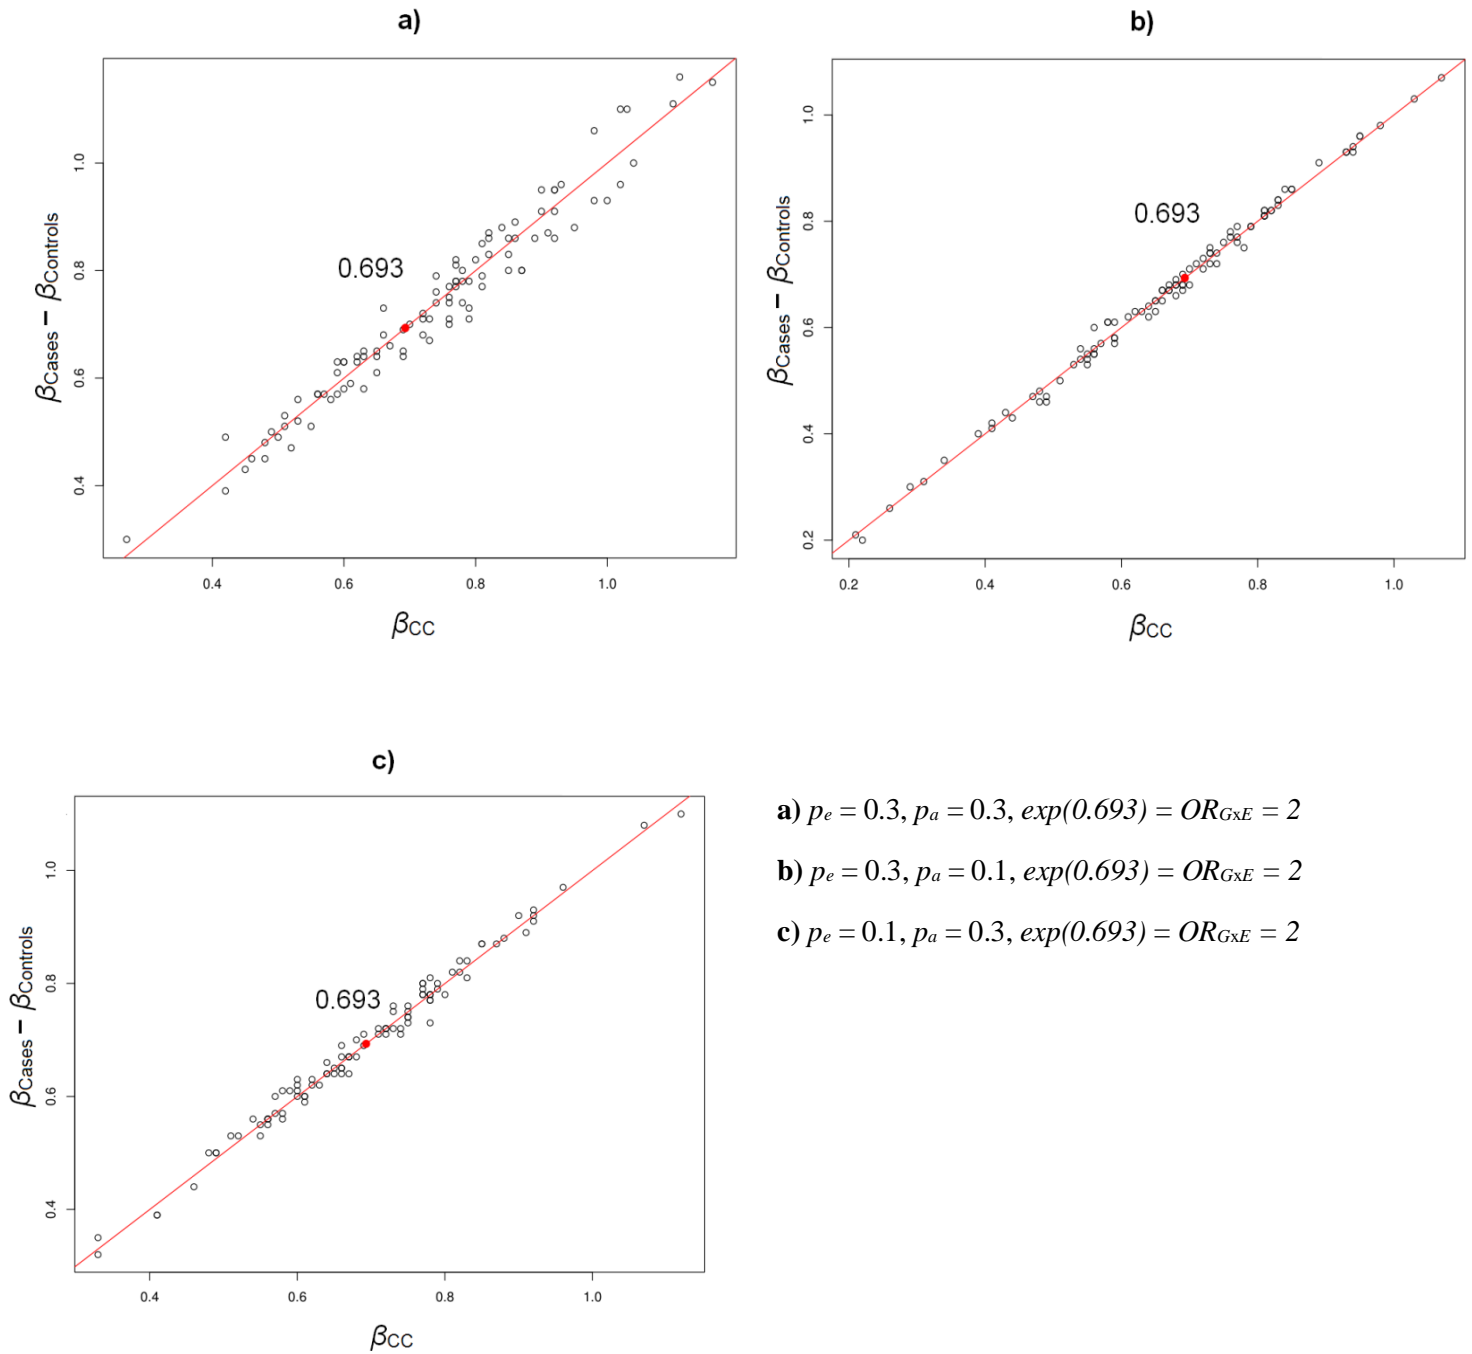 a)
1.0
0.8
0.6
0.4
βCases – βControls
0.693
0.4 0.6 0.8 1.0
βCC
b)
1.0
0.8
0.6
0.4
0.2
βCases – βControls
0.693
0.2 0.4 0.6 0.8 1.0
βCC
c)
1.0
0.8
0.6
0.4
βCases – βControls
0.693
0.4 0.6 0.8 1.0
βCC
a) pe = 0.3, pa = 0.3, exp(0.693) = ORGxE = 2
b) pe = 0.3, pa = 0.1, exp(0.693) = ORGxE = 2
c) pe = 0.1, pa = 0.3, exp(0.693) = ORGxE = 2